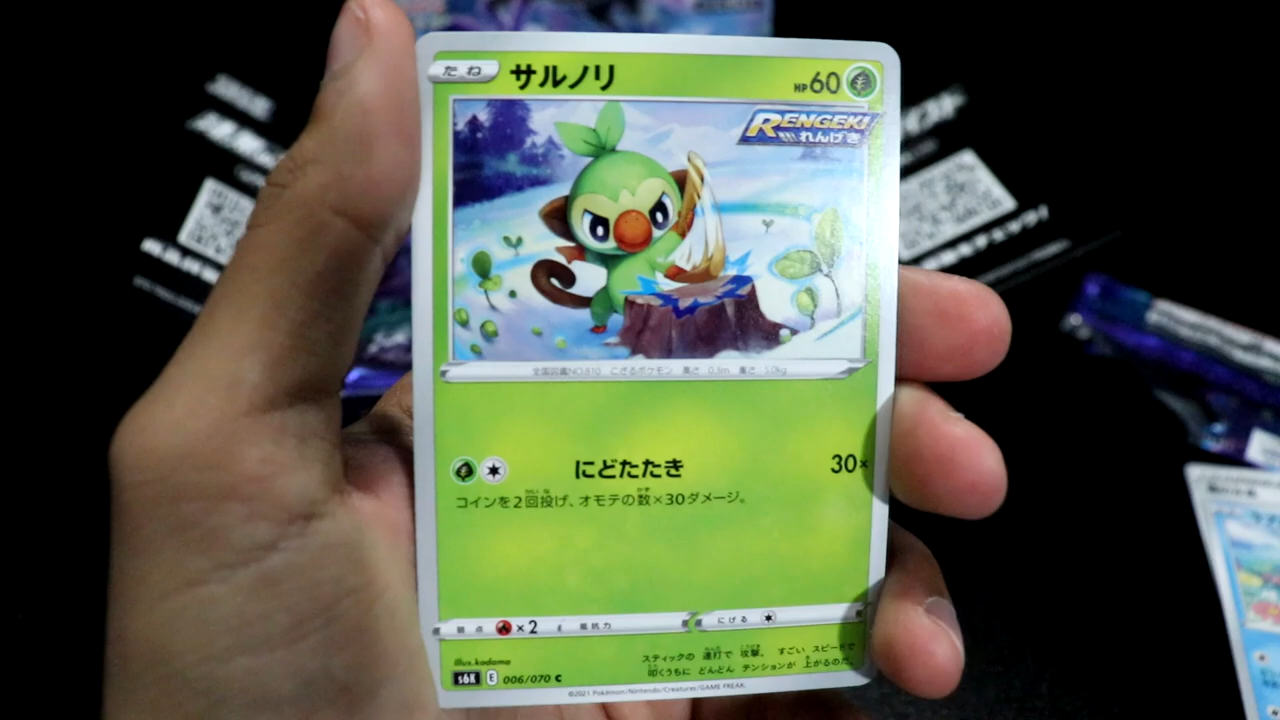 たね サルノリ HP60
RENGEKI
れんげき
全国図鑑NO.810 こざるポケモン 高さ 0.3m 重さ 5.0kg
にどたたき 30×
コインを2回投げ、オモテの数×30ダメージ。
弱点 ×2 抵抗力 にげる
illus.kodama
スティックの 連打で 攻撃。 すごい スピードで
叩くうちに どんどん テンションが 上がるのだ。
s6K E 006/070 C
©2021 Pokémon/Nintendo/Creatures/GAME FREAK.